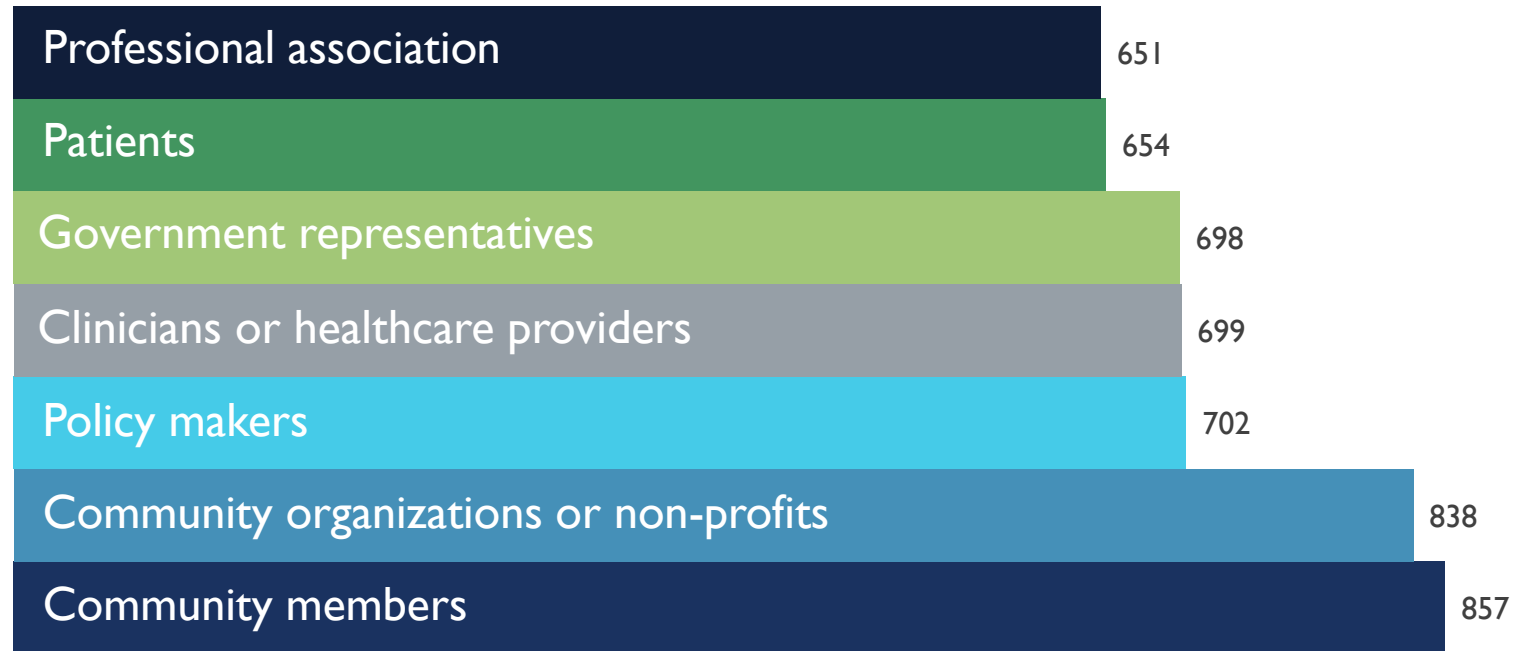 Professional association 651
Patients 654
Government representatives 698
Clinicians or healthcare providers 699
Policy makers 702
Community organizations or non-profits 838
Community members 857